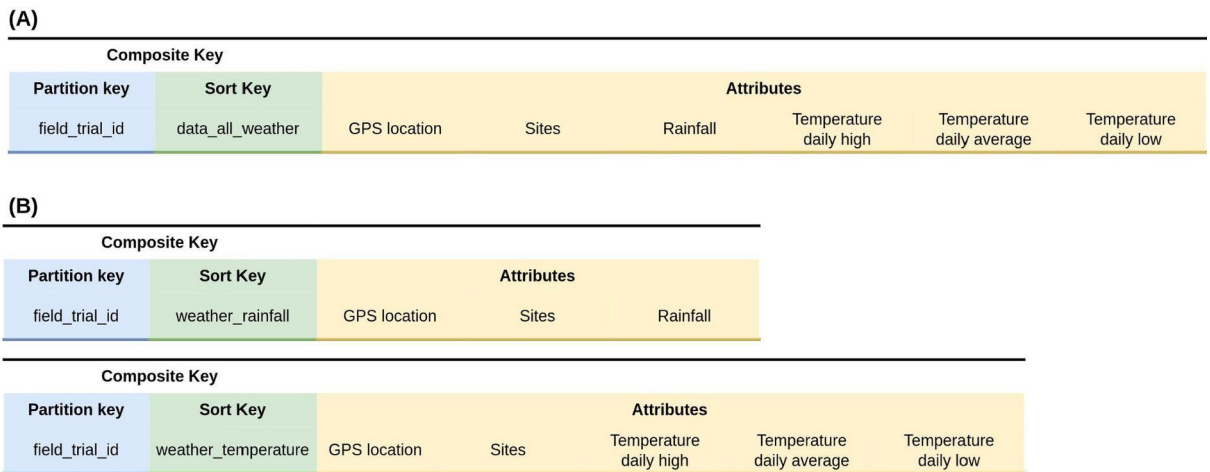 (A)
Composite Key
Partition key Sort Key Attributes
field_trial_id data_all_weather GPS location Sites Rainfall Temperature daily high Temperature daily average Temperature daily low
(B)
Composite Key
Partition key Sort Key Attributes
field_trial_id weather_rainfall GPS location Sites Rainfall
Composite Key
Partition key Sort Key Attributes
field_trial_id weather_temperature GPS location Sites Temperature daily high Temperature daily average Temperature daily low